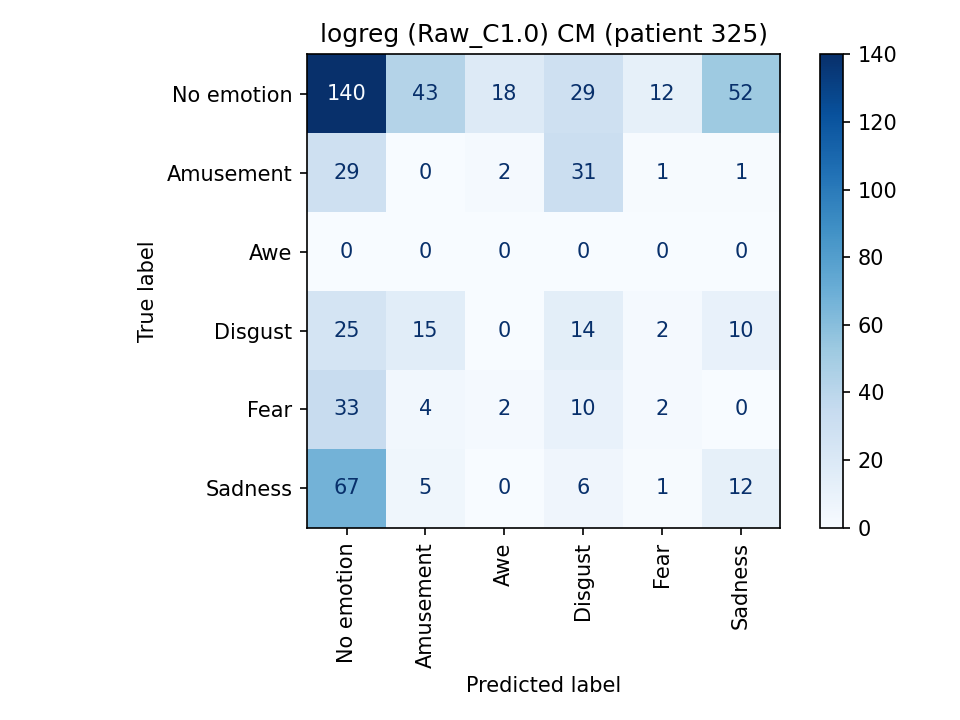 logreg (Raw_C1.0) CM (patient 325)
True label
No emotion 140 43 18 29 12 52
Amusement 29 0 2 31 1 1
Awe 0 0 0 0 0 0
Disgust 25 15 0 14 2 10
Fear 33 4 2 10 2 0
Sadness 67 5 0 6 1 12
No emotion Amusement Awe Disgust Fear Sadness
Predicted label
140
120
100
80
60
40
20
0